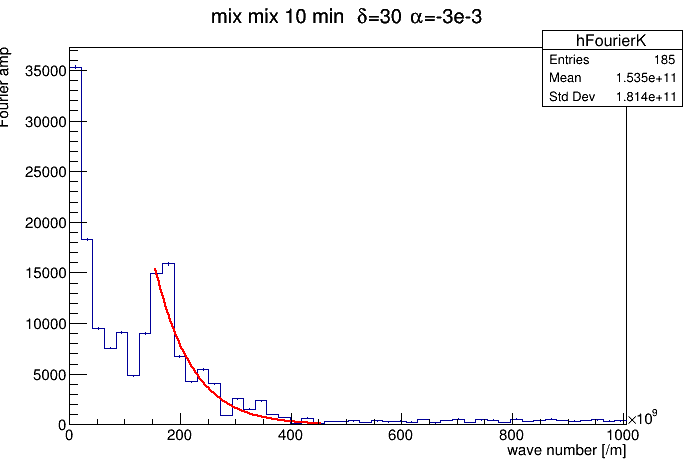 mix mix 10 min δ=30 α=-3e-3
hFourierK
Entries 185
Mean 1.535e+11
Std Dev 1.814e+11
Fourier amp
35000
30000
25000
20000
15000
10000
5000
0
0 200 400 600 800 1000
×10⁹
wave number [/m]